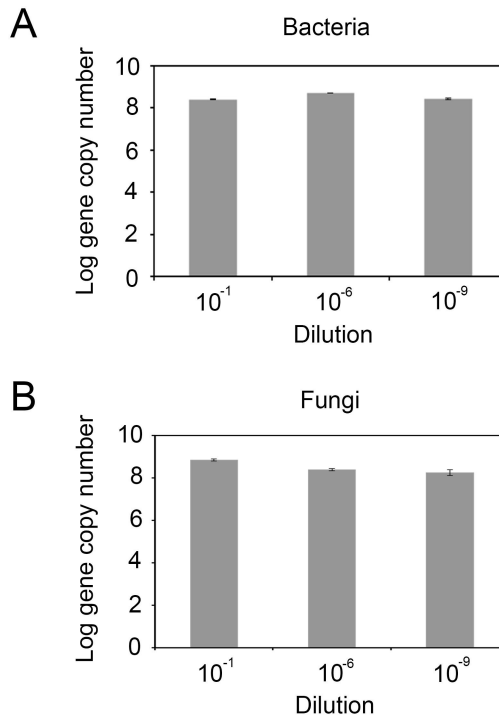 A
Bacteria
Log gene copy number
10
8
6
4
2
0
10⁻¹ 10⁻⁶ 10⁻⁹
Dilution
B
Fungi
Log gene copy number
10
8
6
4
2
0
10⁻¹ 10⁻⁶ 10⁻⁹
Dilution